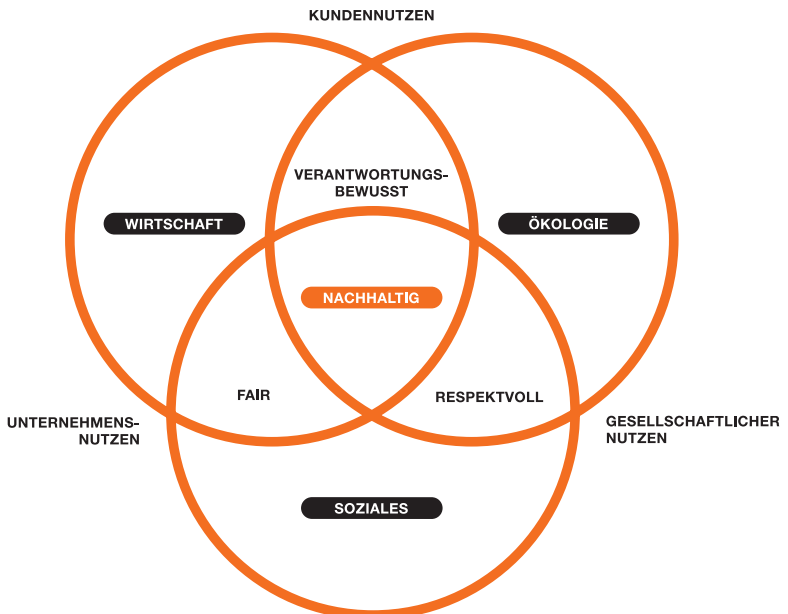 KUNDENNUTZEN
VERANTWORTUNGS-
BEWUSST
WIRTSCHAFT
ÖKOLOGIE
NACHHALTIG
FAIR
RESPEKTVOLL
UNTERNEHMENS-
NUTZEN
GESELLSCHAFTLICHER
NUTZEN
SOZIALES